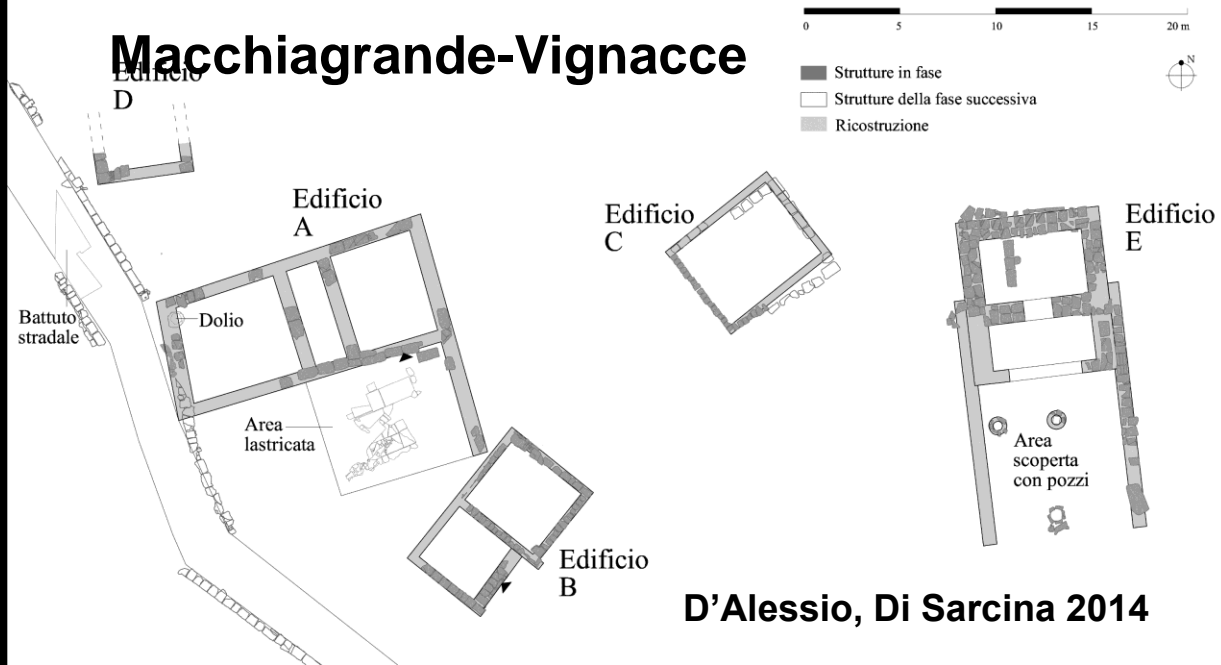 0 5 10 15 20 m
Macchiagrande-Vignacce
N
Strutture in fase
Strutture della fase successiva
Ricostruzione
Edificio
D
Edificio
A
Edificio
C
Edificio
E
Battuto
stradale
Dolio
Area
lastricata
Area
scoperta
con pozzi
Edificio
B
D’Alessio, Di Sarcina 2014